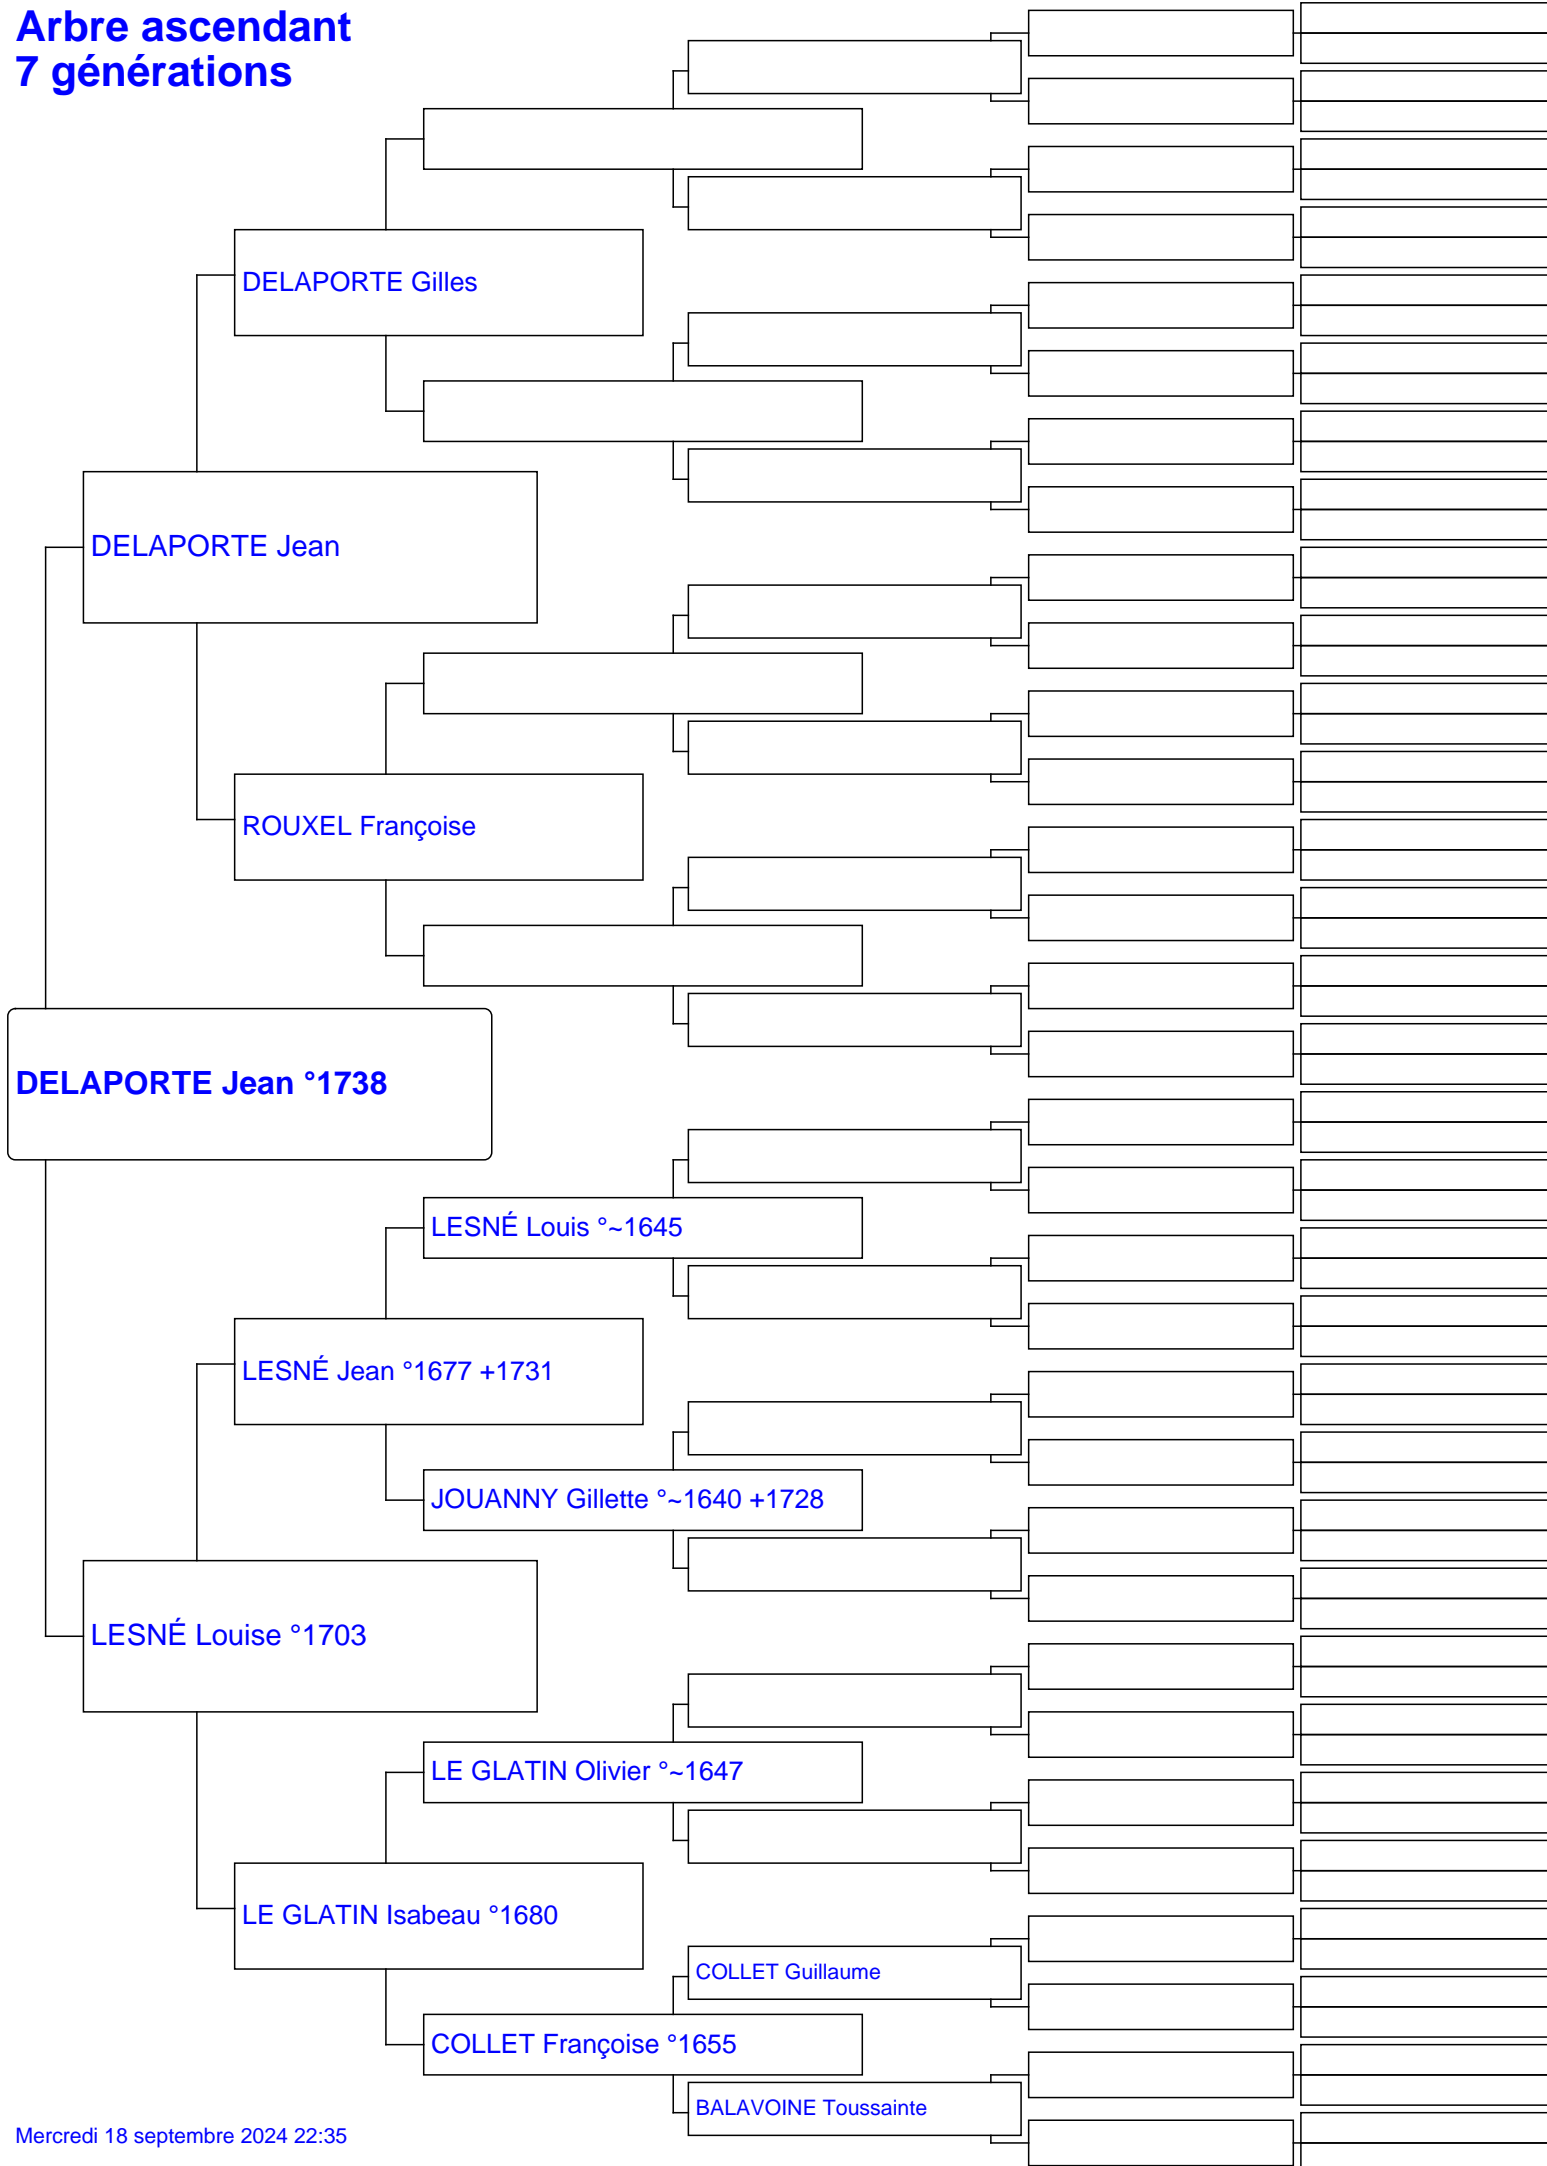 Arbre ascendant
7 générations
DELAPORTE Gilles
DELAPORTE Jean
ROUXEL Françoise
DELAPORTE Jean °1738
LESNÉ Louis °~1645
LESNÉ Jean °1677 +1731
JOUANNY Gillette °~1640 +1728
LESNÉ Louise °1703
LE GLATIN Olivier °~1647
LE GLATIN Isabeau °1680
COLLET Guillaume
COLLET Françoise °1655
BALAVOINE Toussainte
Mercredi 18 septembre 2024 22:35